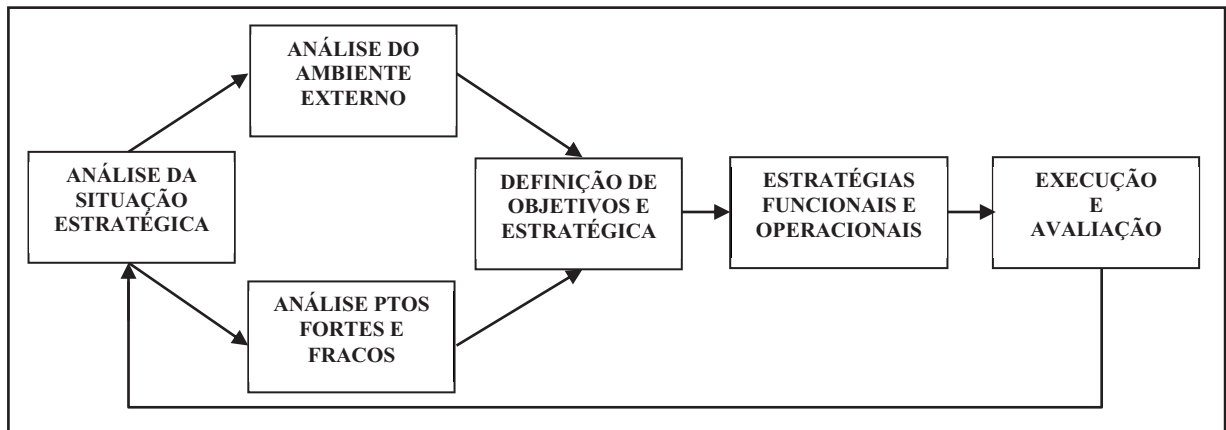 ANÁLISE DO
AMBIENTE
EXTERNO
ANÁLISE DA
SITUAÇÃO
ESTRATÉGICA
DEFINIÇÃO DE
OBJETIVOS E
ESTRATÉGICA
ESTRATÉGIAS
FUNCIONAIS E
OPERACIONAIS
EXECUÇÃO
E
AVALIAÇÃO
ANÁLISE PTOS
FORTES E
FRACOS